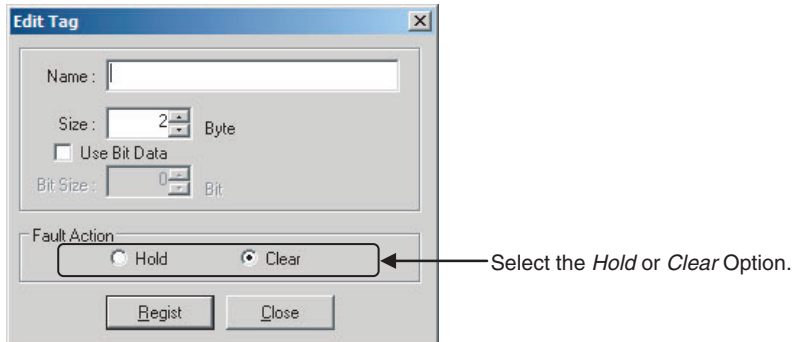 Edit Tag
Name :
Size : 2 Byte
Use Bit Data
Bit Size : 0 Bit
Fault Action
Hold Clear
Select the Hold or Clear Option.
Regist Close